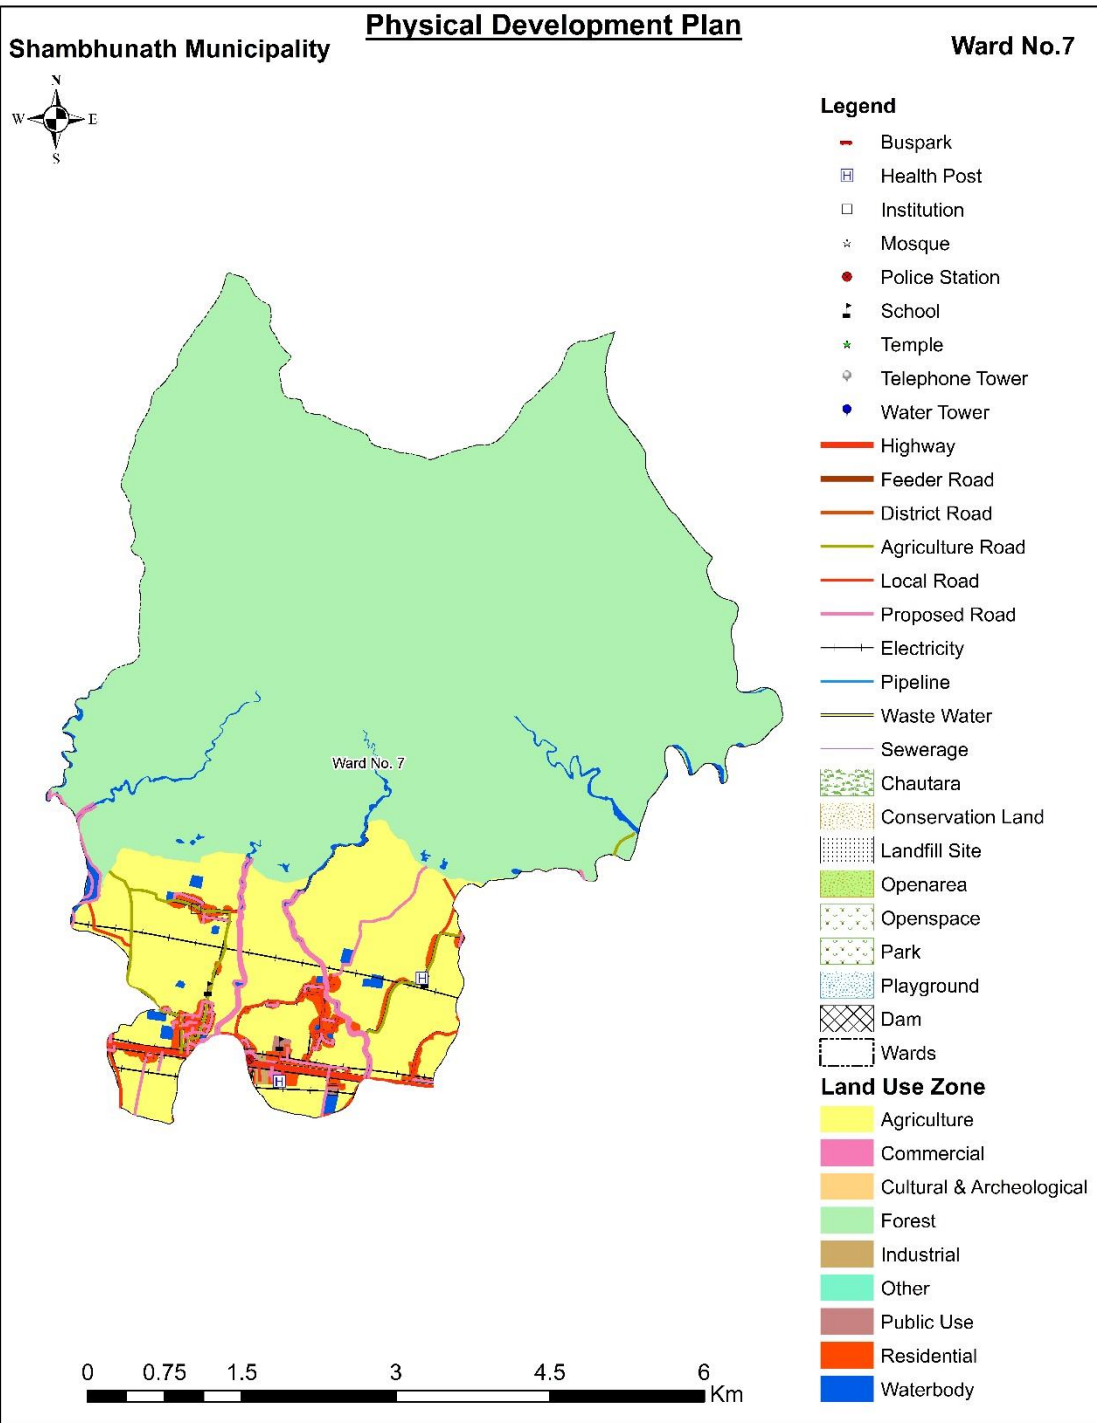 Physical Development Plan
Shambhunath Municipality
Ward No.7
N
W E
S
Legend
Buspark
H Health Post
Institution
Mosque
Police Station
School
Temple
Telephone Tower
Water Tower
Highway
Feeder Road
District Road
Agriculture Road
Local Road
Proposed Road
Electricity
Pipeline
Waste Water
Sewerage
Chautara
Conservation Land
Landfill Site
Openarea
Openspace
Park
Playground
Dam
Wards
Land Use Zone
Agriculture
Commercial
Cultural & Archeological
Forest
Industrial
Other
Public Use
Residential
Waterbody
Ward No. 7
H
H
0 0.75 1.5 3 4.5 6
Km